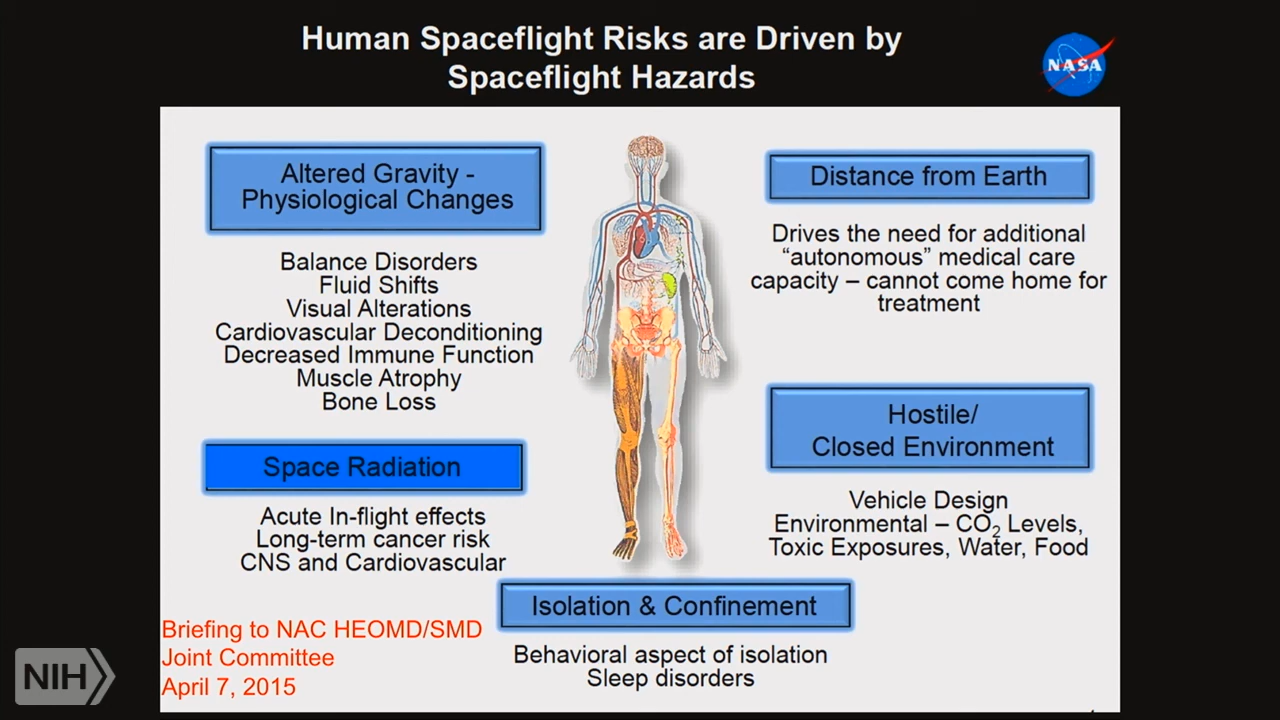 Human Spaceflight Risks are Driven by
Spaceflight Hazards
NASA
Altered Gravity -
Physiological Changes
Balance Disorders
Fluid Shifts
Visual Alterations
Cardiovascular Deconditioning
Decreased Immune Function
Muscle Atrophy
Bone Loss
Space Radiation
Acute In-flight effects
Long-term cancer risk
CNS and Cardiovascular
Distance from Earth
Drives the need for additional
“autonomous” medical care
capacity – cannot come home for
treatment
Hostile/
Closed Environment
Vehicle Design
Environmental – CO₂ Levels,
Toxic Exposures, Water, Food
Isolation & Confinement
Behavioral aspect of isolation
Sleep disorders
Briefing to NAC HEOMD/SMD
Joint Committee
April 7, 2015
NIH